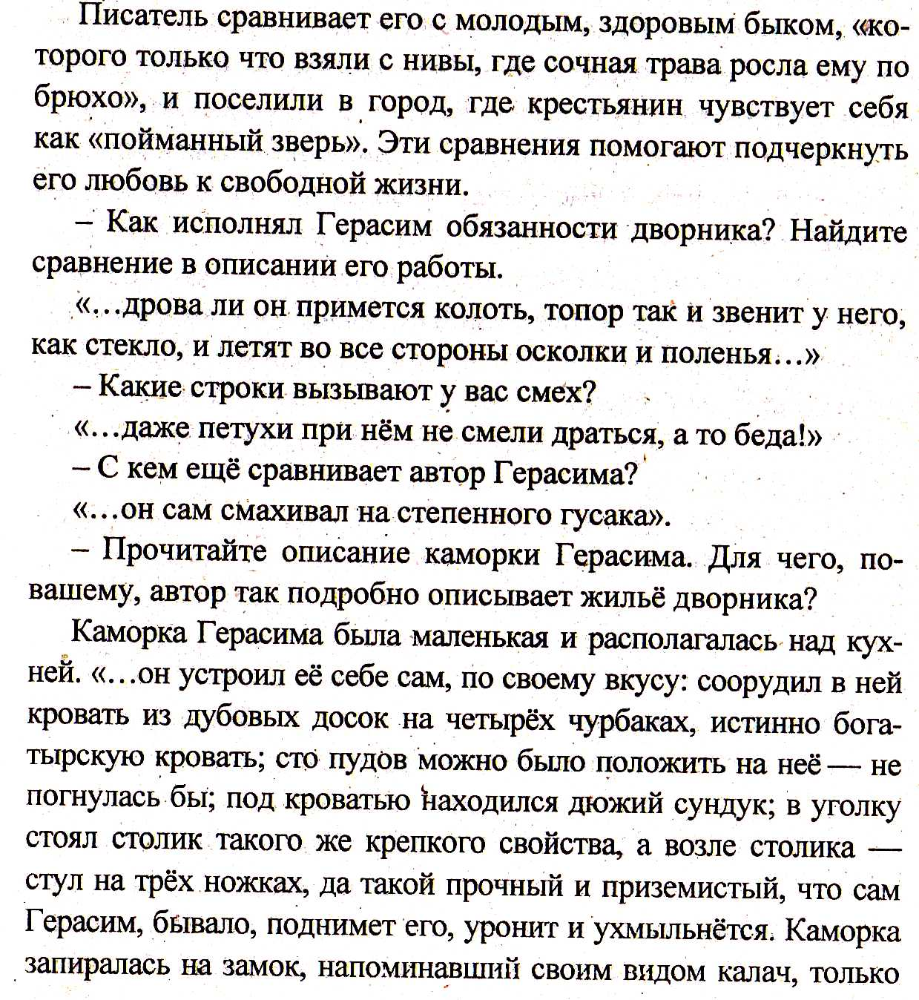 Писатель сравнивает его с молодым, здоровым быком, «ко-
торого только что взяли с нивы, где сочная трава росла ему по
брюхо», и поселили в город, где крестьянин чувствует себя
как «пойманный зверь». Эти сравнения помогают подчеркнуть
его любовь к свободной жизни.
– Как исполнял Герасим обязанности дворника? Найдите
сравнение в описании его работы.
«…дрова ли он примется колоть, топор так и звенит у него,
как стекло, и летят во все стороны осколки и поленья…»
– Какие строки вызывают у вас смех?
«…даже петухи при нём не смели драться, а то беда!»
– С кем ещё сравнивает автор Герасима?
«…он сам смахивал на степенного гусака».
– Прочитайте описание каморки Герасима. Для чего, по-
вашему, автор так подробно описывает жильё дворника?
Каморка Герасима была маленькая и располагалась над кух-
ней. «…он устроил её себе сам, по своему вкусу: соорудил в ней
кровать из дубовых досок на четырёх чурбаках, истинно бога-
тырскую кровать; сто пудов можно было положить на неё — не
погнулась бы; под кроватью находился дюжий сундук; в уголку
стоял столик такого же крепкого свойства, а возле столика —
стул на трёх ножках, да такой прочный и приземистый, что сам
Герасим, бывало, поднимет его, уронит и ухмыльнётся. Каморка
запиралась на замок, напоминавший своим видом калач, только